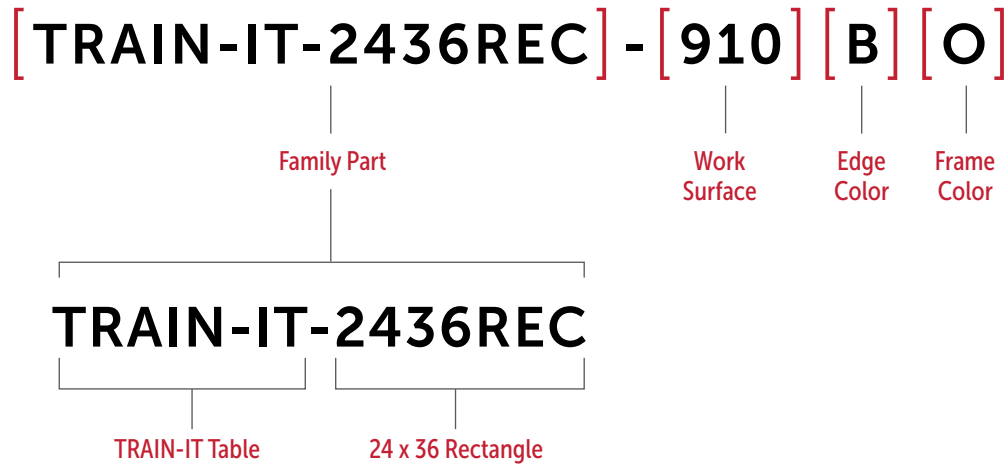 [TRAIN-IT-2436REC] - [910] [B] [O]
Family Part
Work
Surface
Edge
Color
Frame
Color
TRAIN-IT-2436REC
TRAIN-IT Table
24 x 36 Rectangle